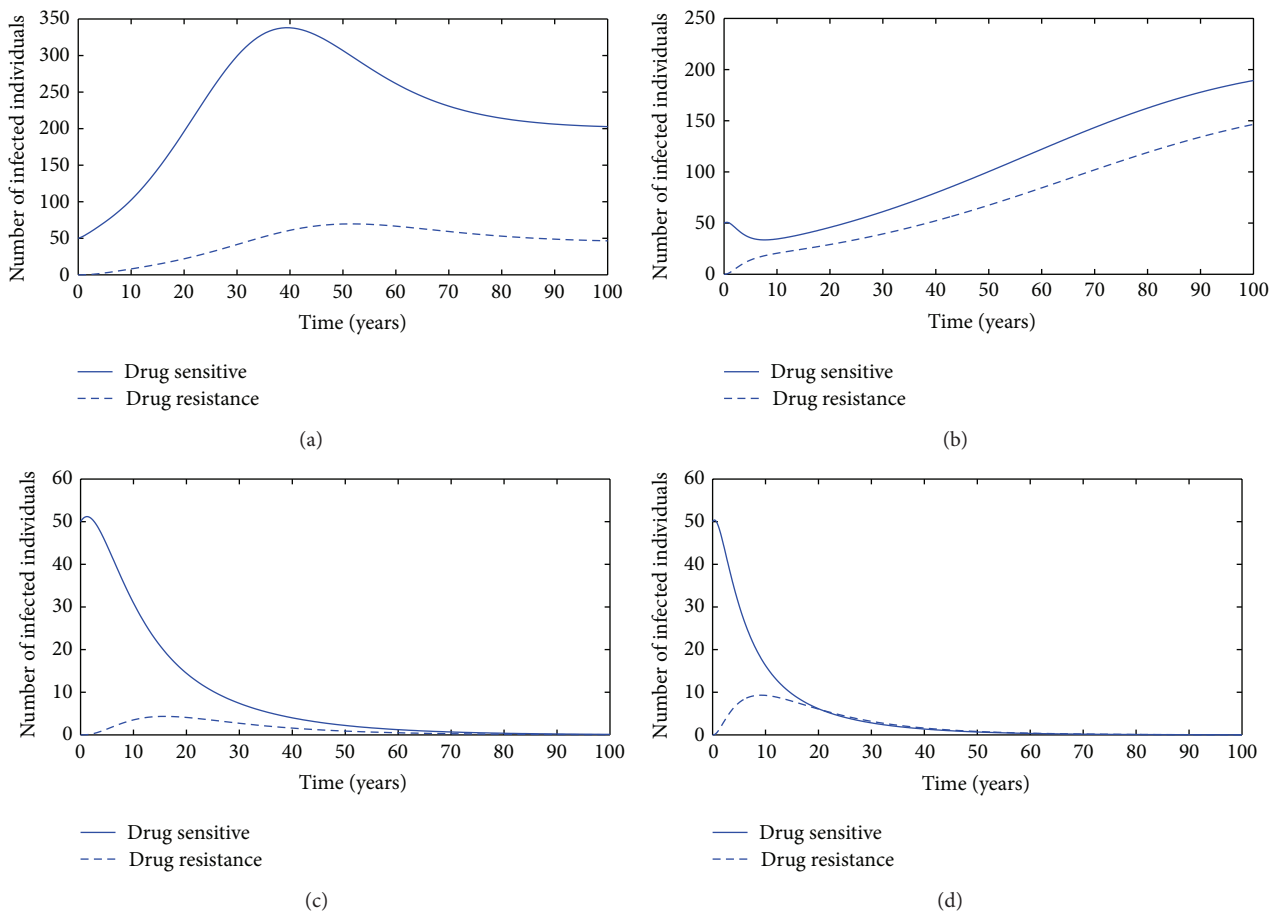 Number of infected individuals
350
300
250
200
150
100
50
0
0 10 20 30 40 50 60 70 80 90 100
Time (years)
Drug sensitive
Drug resistance
(a)
Number of infected individuals
250
200
150
100
50
0
0 10 20 30 40 50 60 70 80 90 100
Time (years)
Drug sensitive
Drug resistance
(b)
Number of infected individuals
60
50
40
30
20
10
0
0 10 20 30 40 50 60 70 80 90 100
Time (years)
Drug sensitive
Drug resistance
(c)
Number of infected individuals
60
50
40
30
20
10
0
0 10 20 30 40 50 60 70 80 90 100
Time (years)
Drug sensitive
Drug resistance
(d)